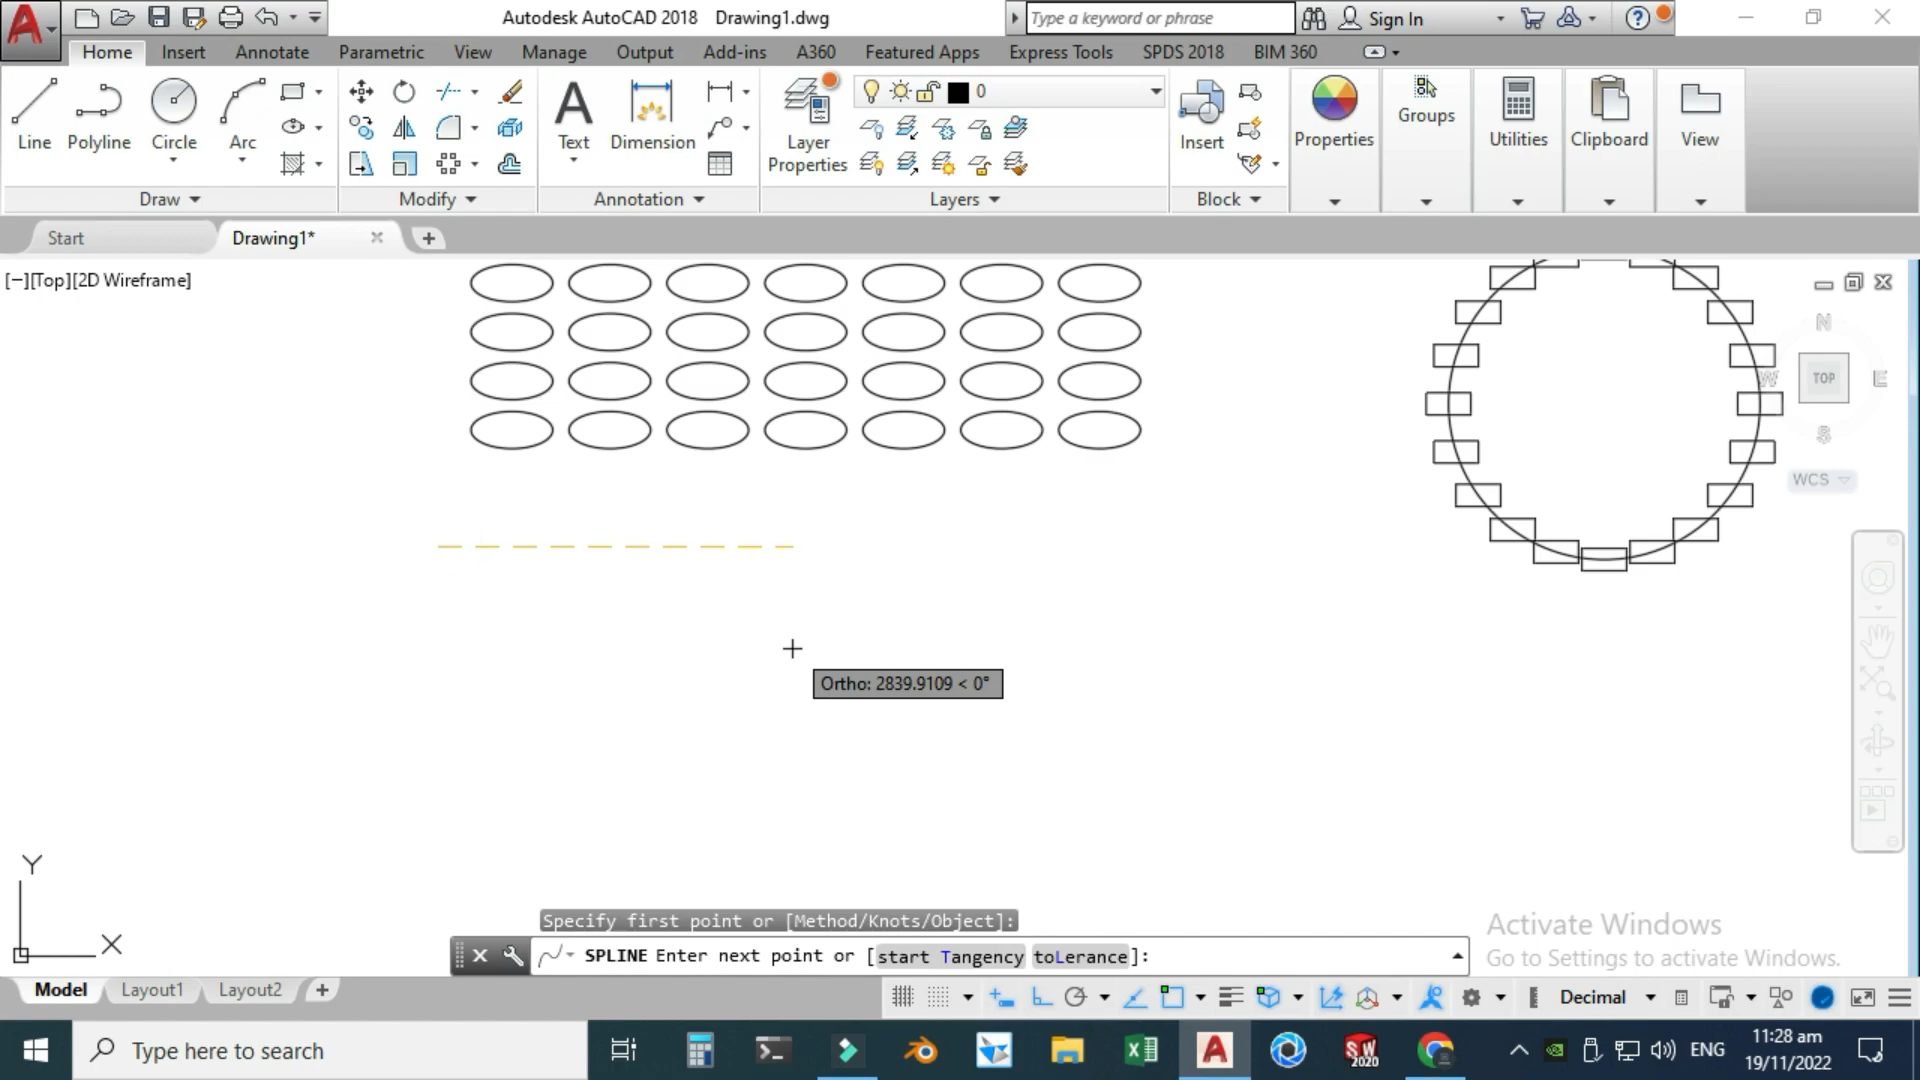 Autodesk AutoCAD 2018 Drawing1.dwg
Type a keyword or phrase
Sign In
Home Insert Annotate Parametric View Manage Output Add-ins A360 Featured Apps Express Tools SPDS 2018 BIM 360
0
Line Polyline Circle Arc
Text Dimension
Layer
Properties
Insert
Properties Groups Utilities Clipboard View
Draw Modify Annotation Layers Block
Start Drawing1* +
[−][Top][2D Wireframe]
N
W TOP E
S
WCS
Ortho: 2839.9109 < 0°
Y
X
Specify first point or [Method/Knots/Object]:
SPLINE Enter next point or [start Tangency toLerance]:
Activate Windows
Go to Settings to activate Windows.
Model Layout1 Layout2 +
Decimal
Type here to search
SW
2020
ENG
11:28 am
19/11/2022